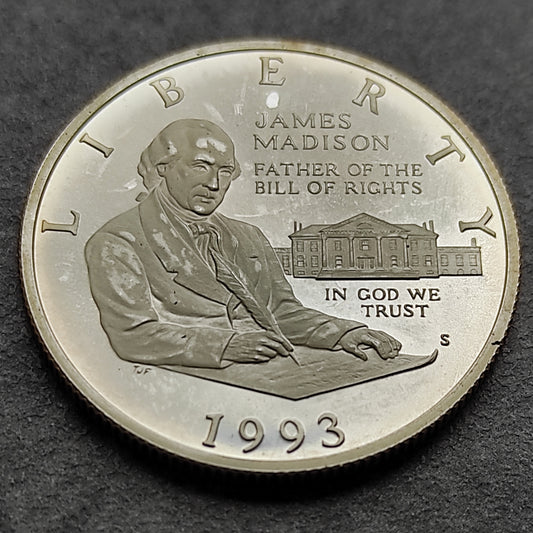 LIBERTY
JAMES
MADISON
FATHER OF THE
BILL OF RIGHTS
IN GOD WE
TRUST
S
TJF
1993